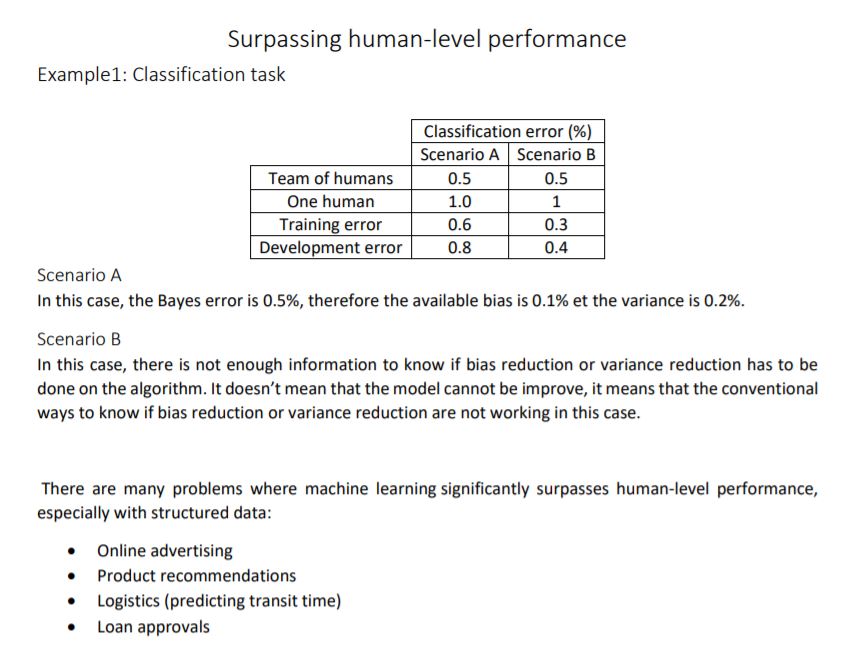 Surpassing human-level performance
Example1: Classification task
Classification error (%)
Scenario A Scenario B
Team of humans 0.5 0.5
One human 1.0 1
Training error 0.6 0.3
Development error 0.8 0.4
Scenario A
In this case, the Bayes error is 0.5%, therefore the available bias is 0.1% et the variance is 0.2%.
Scenario B
In this case, there is not enough information to know if bias reduction or variance reduction has to be
done on the algorithm. It doesn't mean that the model cannot be improve, it means that the conventional
ways to know if bias reduction or variance reduction are not working in this case.
There are many problems where machine learning significantly surpasses human-level performance,
especially with structured data:
• Online advertising
• Product recommendations
• Logistics (predicting transit time)
• Loan approvals